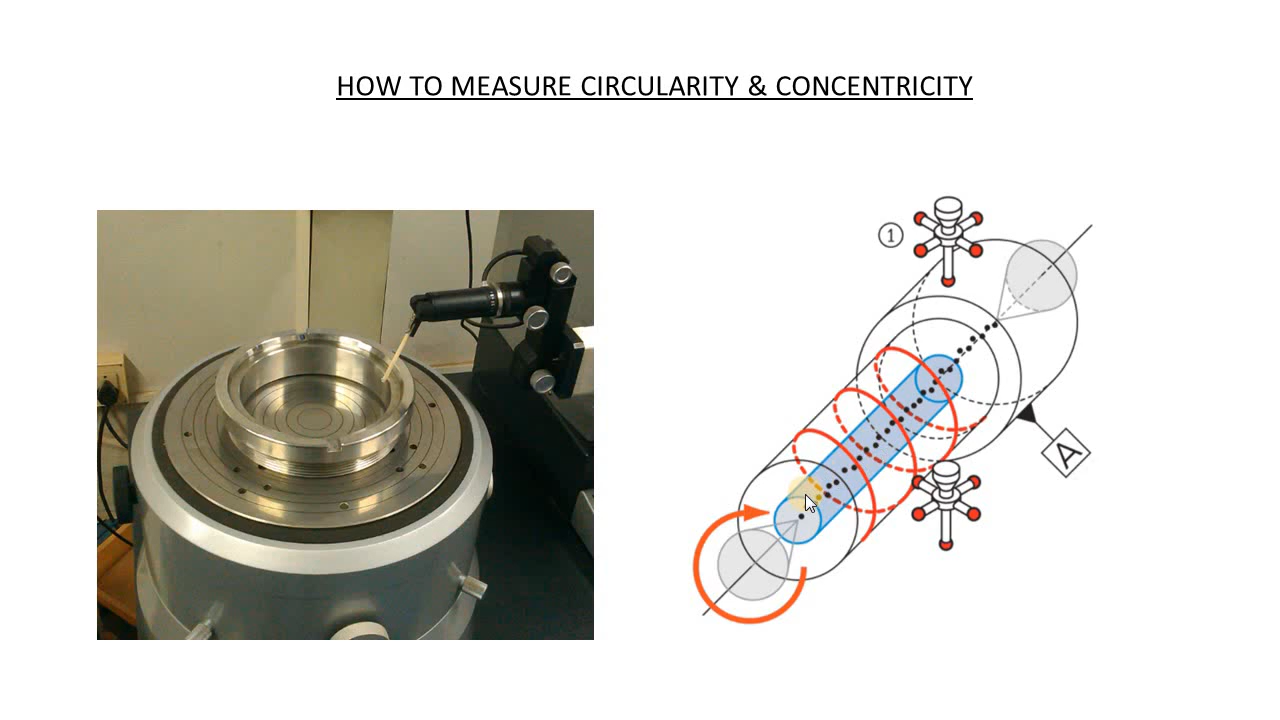 HOW TO MEASURE CIRCULARITY & CONCENTRICITY
①
A